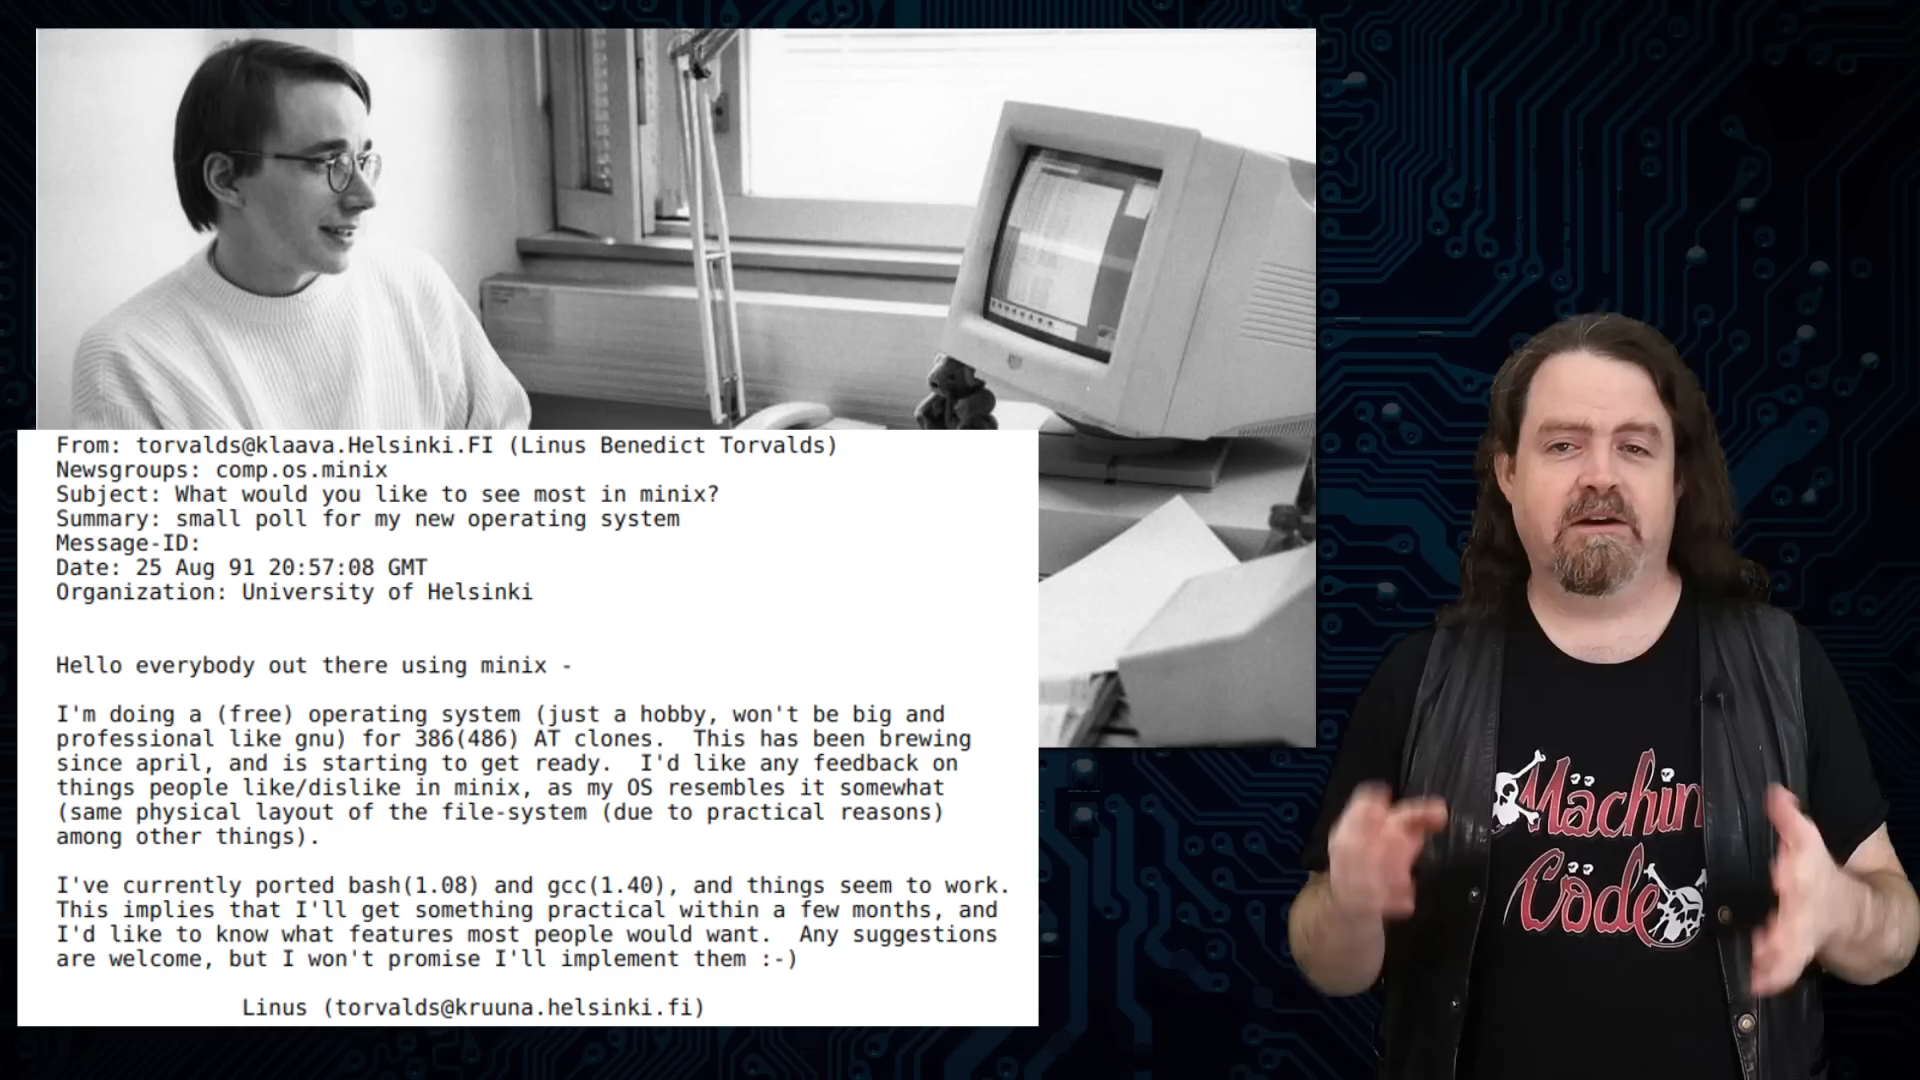 From: torvalds@klaava.Helsinki.FI (Linus Benedict Torvalds)
Newsgroups: comp.os.minix
Subject: What would you like to see most in minix?
Summary: small poll for my new operating system
Message-ID:
Date: 25 Aug 91 20:57:08 GMT
Organization: University of Helsinki
Hello everybody out there using minix -
I'm doing a (free) operating system (just a hobby, won't be big and
professional like gnu) for 386(486) AT clones.  This has been brewing
since april, and is starting to get ready.  I'd like any feedback on
things people like/dislike in minix, as my OS resembles it somewhat
(same physical layout of the file-system (due to practical reasons)
among other things).
I've currently ported bash(1.08) and gcc(1.40), and things seem to work.
This implies that I'll get something practical within a few months, and
I'd like to know what features most people would want.  Any suggestions
are welcome, but I won't promise I'll implement them :-)
Linus (torvalds@kruuna.helsinki.fi)
Mächin
Cöde